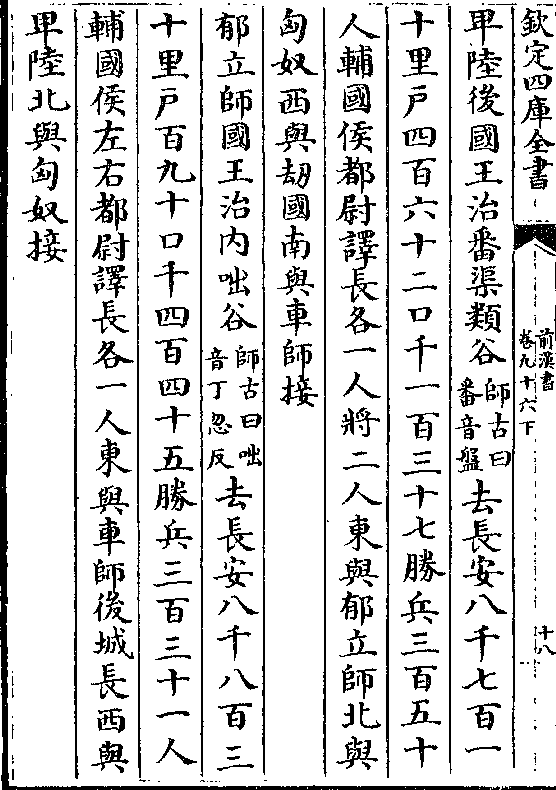 欽定四庫全書
前漢書
卷九十六下
十八
卑陸後國王治番渠類谷師古曰番音盤去長安八千七百一
十里戸四百六十二口千一百三十七勝兵三百五十
人輔國侯都尉譯長各一人將二人東與郁立師北與
匈奴西與劫國南與車師接
郁立師國王治内咄谷師古曰咄音丁忽反去長安八千八百三
十里戸百九十口千四百四十五勝兵三百三十一人
輔國侯左右都尉譯長各一人東與車師後城長西與
卑陸北與匈奴接